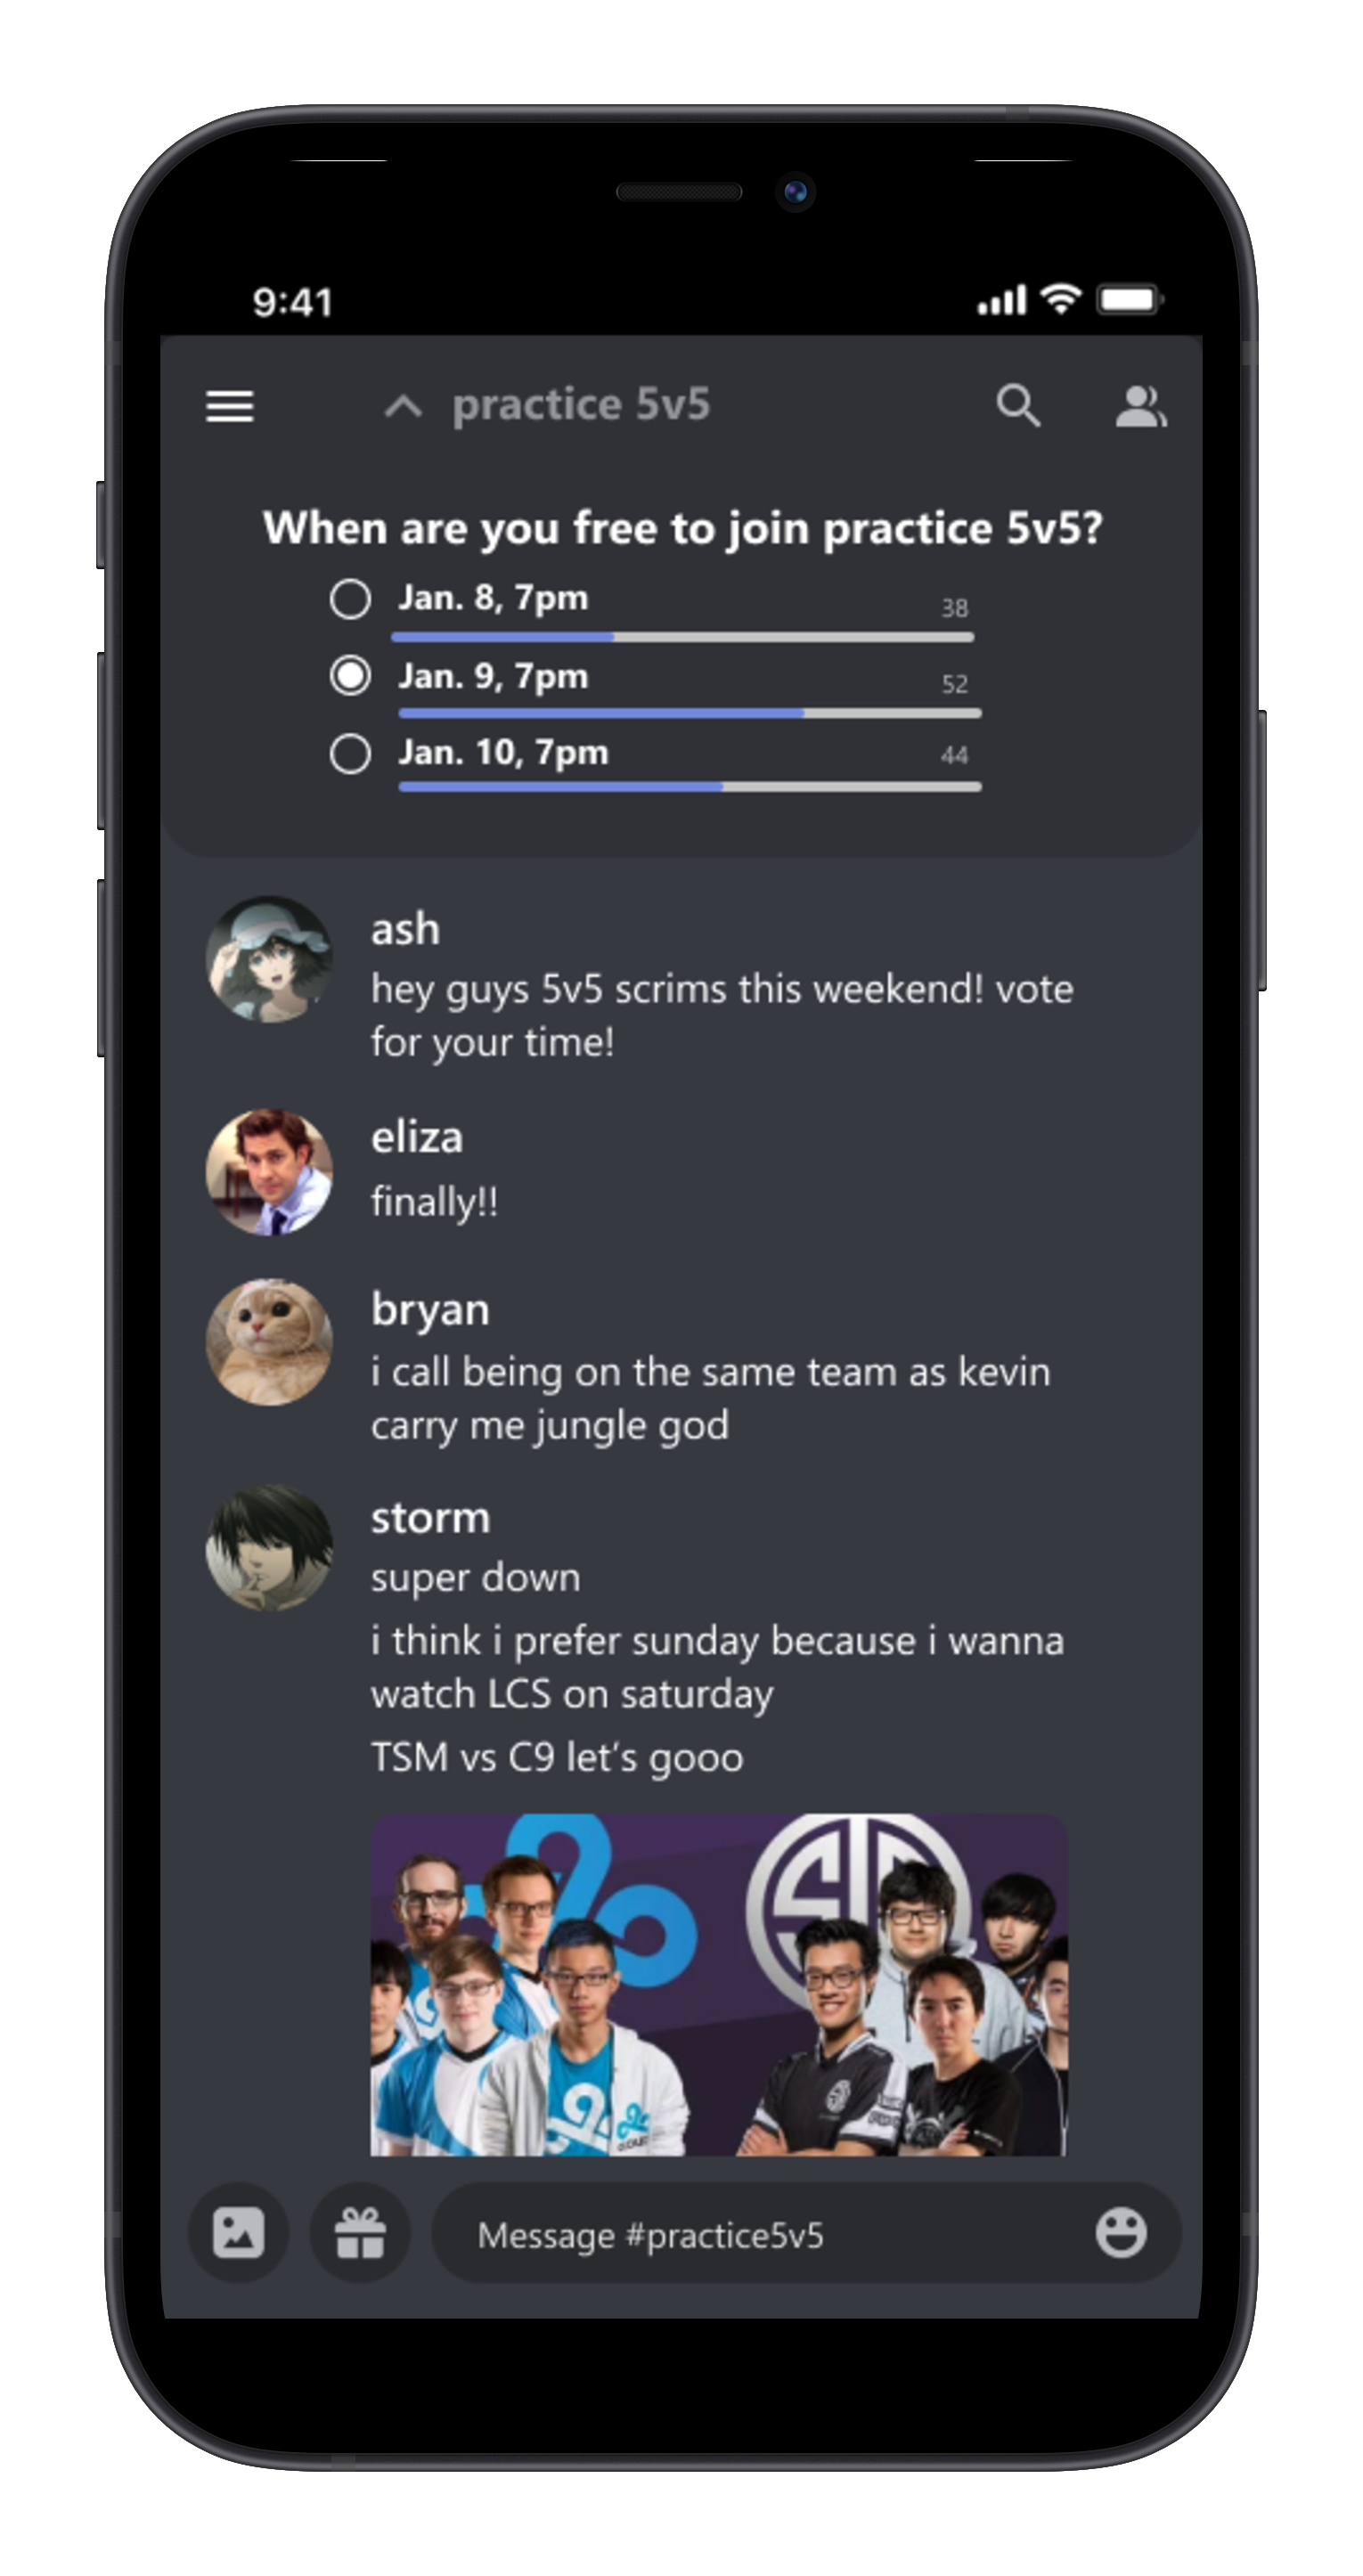 9:41
practice 5v5
When are you free to join practice 5v5?
Jan. 8, 7pm
38
Jan. 9, 7pm
52
Jan. 10, 7pm
44
ash
hey guys 5v5 scrims this weekend! vote
for your time!
eliza
finally!!
bryan
i call being on the same team as kevin
carry me jungle god
storm
super down
i think i prefer sunday because i wanna
watch LCS on saturday
TSM vs C9 let's gooo
Message #practice5v5